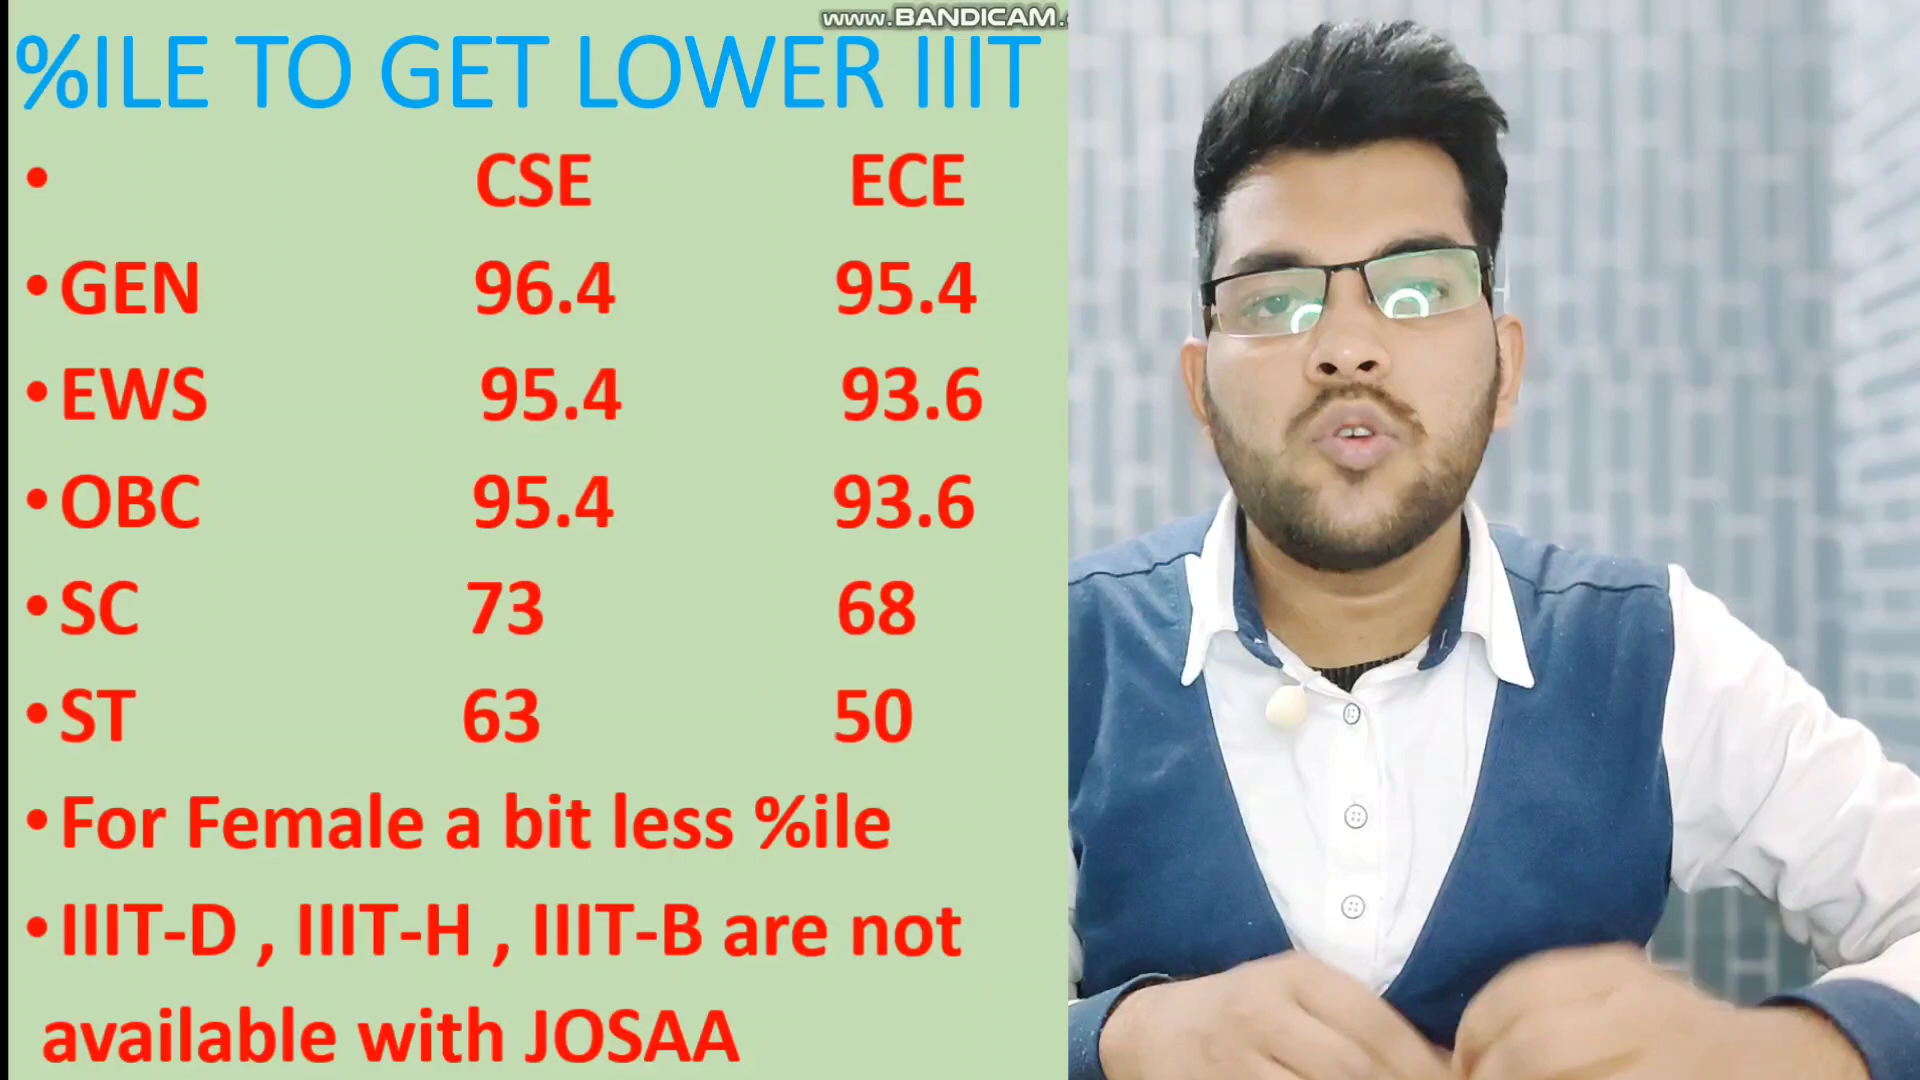 www.BANDICAM.
%ILE TO GET LOWER IIIT
• CSE ECE
• GEN 96.4 95.4
• EWS 95.4 93.6
• OBC 95.4 93.6
• SC 73 68
• ST 63 50
• For Female a bit less %ile
• IIIT-D , IIIT-H , IIIT-B are not
available with JOSAA